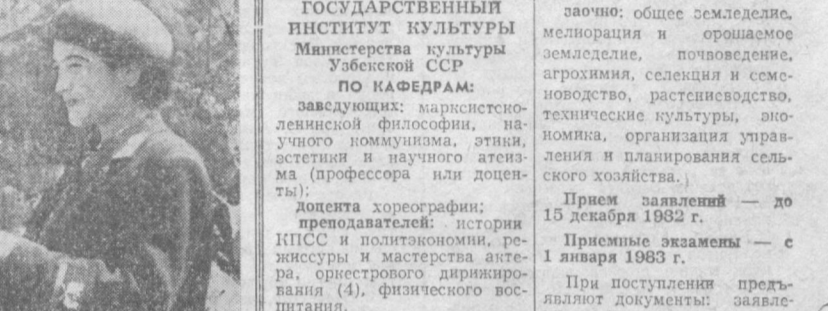 ГОСУДАРСТВЕННЫЙ
ИНСТИТУТ КУЛЬТУРЫ
Министерства культуры
Узбекской ССР
ПО КАФЕДРАМ:
заведующих: марксистско-
ленинской философии, на-
учного коммунизма, этики,
эстетики и научного атеиз-
ма (профессора или доцен-
ты);
доцента хореографии;
преподавателей: истории
КПСС и политэкономии, ре-
жиссуры и мастерства акте-
ра, оркестрового дирижиро-
вания (4), физического вос-
питания.
заочно: общее земледелие,
мелиорация и орошаемое
земледелие, почвоведение,
агрохимия, селекция и семе-
новодство, растениеводство,
технические культуры, эко-
номика, организация управ-
ления и планирования сель-
ского хозяйства.)
Прием заявлений — до
15 декабря 1982 г.
Приемные экзамены — с
1 января 1983 г.
При поступлении предъ-
являют документы: заявле-